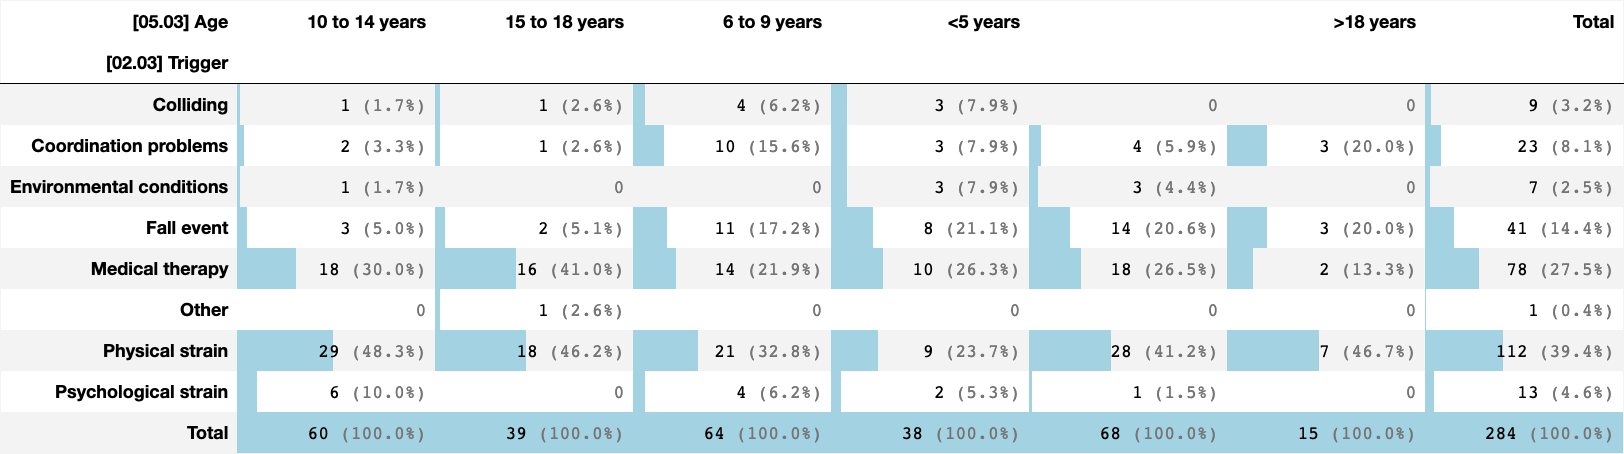 [05.03] Age 10 to 14 years 15 to 18 years 6 to 9 years <5 years >18 years Total
[02.03] Trigger
Colliding 1 (1.7%) 1 (2.6%) 4 (6.2%) 3 (7.9%) 0 0 9 (3.2%)
Coordination problems 2 (3.3%) 1 (2.6%) 10 (15.6%) 3 (7.9%) 4 (5.9%) 3 (20.0%) 23 (8.1%)
Environmental conditions 1 (1.7%) 0 0 3 (7.9%) 3 (4.4%) 0 7 (2.5%)
Fall event 3 (5.0%) 2 (5.1%) 11 (17.2%) 8 (21.1%) 14 (20.6%) 3 (20.0%) 41 (14.4%)
Medical therapy 18 (30.0%) 16 (41.0%) 14 (21.9%) 10 (26.3%) 18 (26.5%) 2 (13.3%) 78 (27.5%)
Other 0 1 (2.6%) 0 0 0 0 1 (0.4%)
Physical strain 29 (48.3%) 18 (46.2%) 21 (32.8%) 9 (23.7%) 28 (41.2%) 7 (46.7%) 112 (39.4%)
Psychological strain 6 (10.0%) 0 4 (6.2%) 2 (5.3%) 1 (1.5%) 0 13 (4.6%)
Total 60 (100.0%) 39 (100.0%) 64 (100.0%) 38 (100.0%) 68 (100.0%) 15 (100.0%) 284 (100.0%)